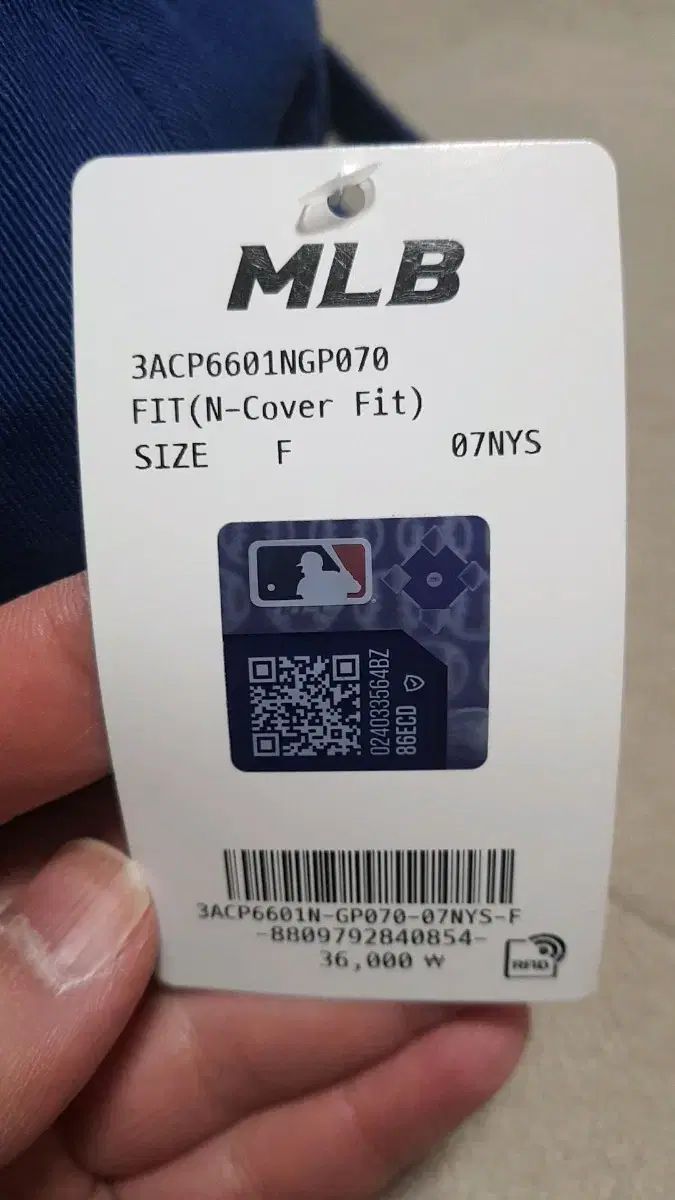 MLB
3ACP6601NGP070
FIT(N-Cover Fit)
SIZE F 07NYS
024033564BZ
86ECD
3ACP6601N-GP070-07NYS-F
-8809792840854-
36,000 ₩
RFID